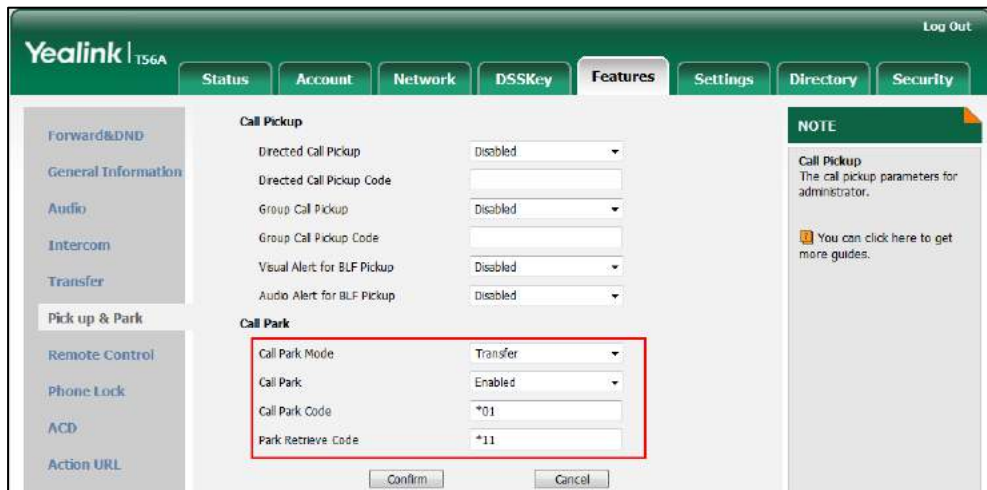 Log Out
Yealink T56A
Status Account Network DSSKey Features Settings Directory Security
Forward&DND
General Information
Audio
Intercom
Transfer
Pick up & Park
Remote Control
Phone Lock
ACD
Action URL
Call Pickup
Directed Call Pickup Disabled
Directed Call Pickup Code
Group Call Pickup Disabled
Group Call Pickup Code
Visual Alert for BLF Pickup Disabled
Audio Alert for BLF Pickup Disabled
Call Park
Call Park Mode Transfer
Call Park Enabled
Call Park Code *01
Park Retrieve Code *11
Confirm Cancel
NOTE
Call Pickup
The call pickup parameters for
administrator.
You can click here to get
more guides.